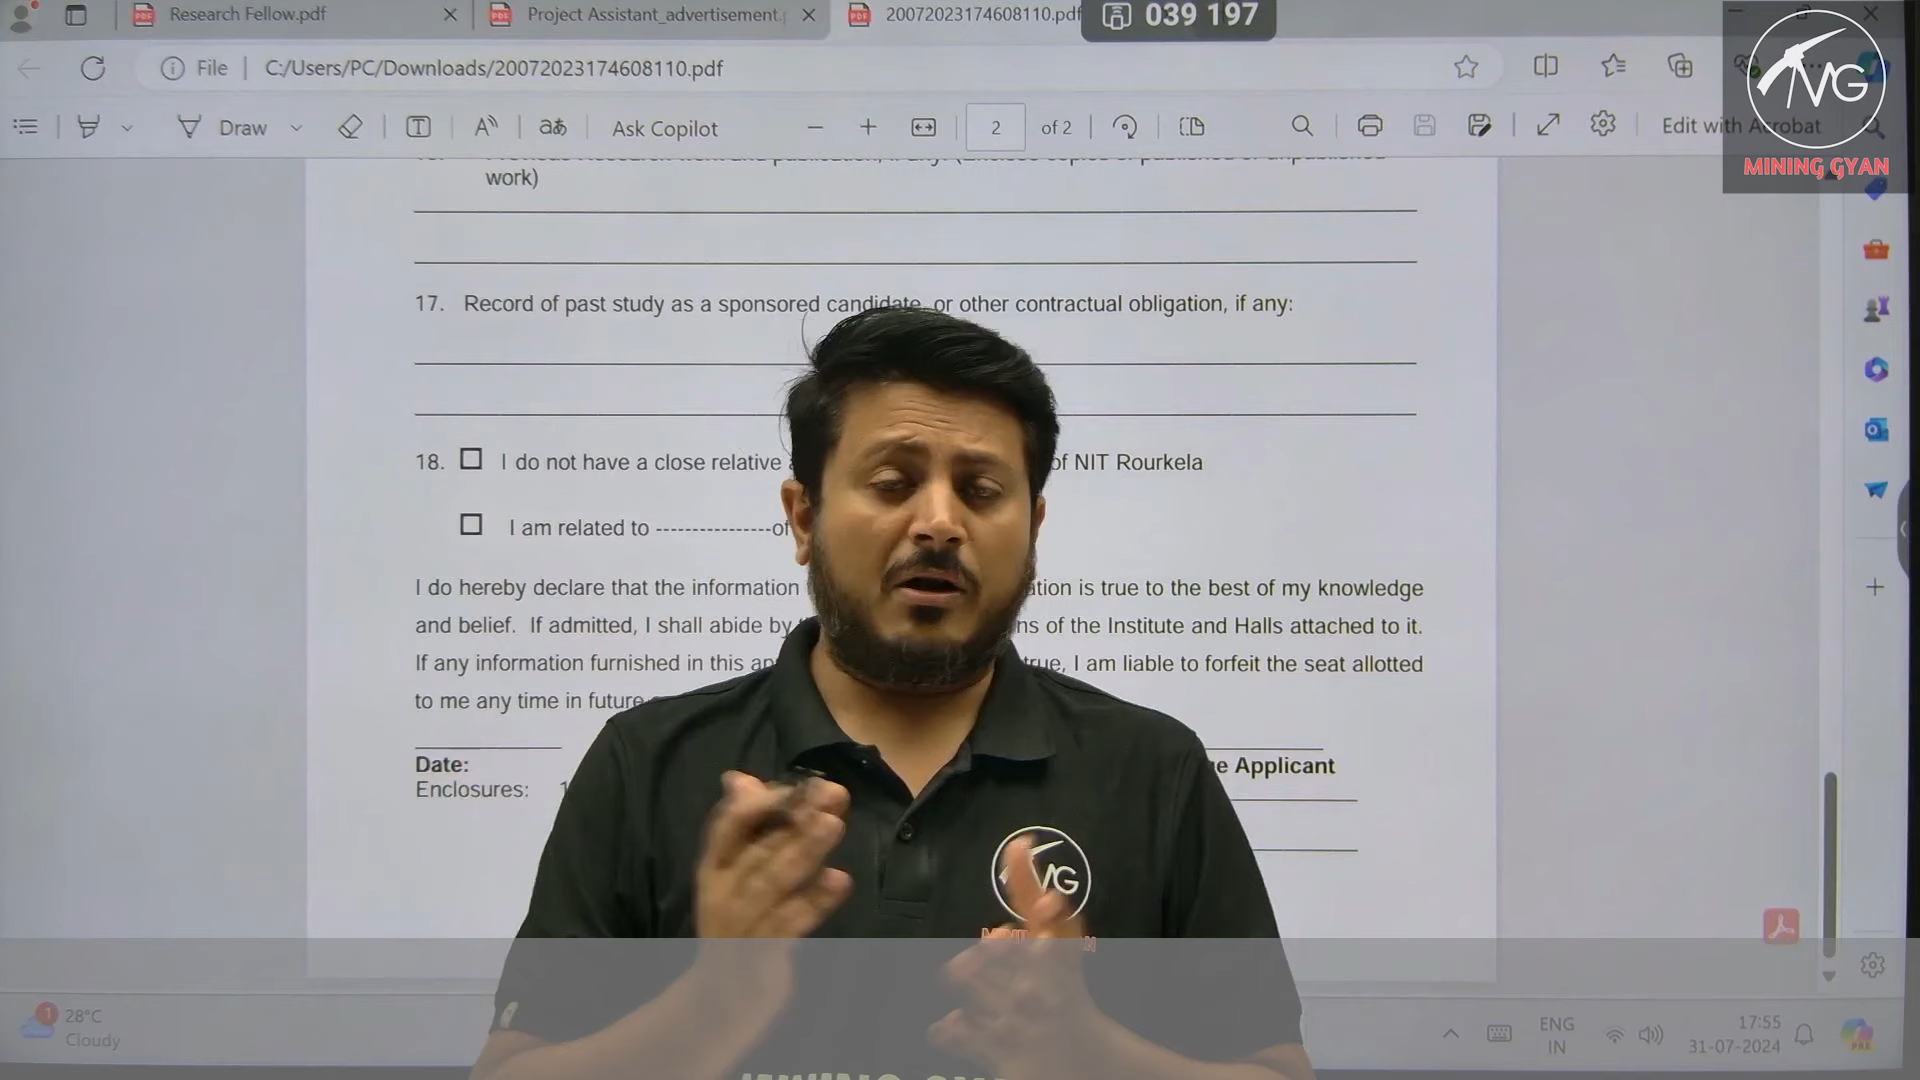 Research Fellow.pdf
Project Assistant_advertisement.p
20072023174608110.pdf
039 197
File
C:/Users/PC/Downloads/20072023174608110.pdf
Draw
Ask Copilot
2
of 2
Edit with Acrobat
MG
MINING GYAN
work)
17. Record of past study as a sponsored candidate, or other contractual obligation, if any:
18. I do not have a close relative
of NIT Rourkela
I am related to ----------------of
I do hereby declare that the information
ation is true to the best of my knowledge
and belief. If admitted, I shall abide by
ns of the Institute and Halls attached to it.
If any information furnished in this
true, I am liable to forfeit the seat allotted
to me any time in future
Date:
e Applicant
Enclosures: 1
MG
1
28°C
Cloudy
ENG
IN
17:55
31-07-2024